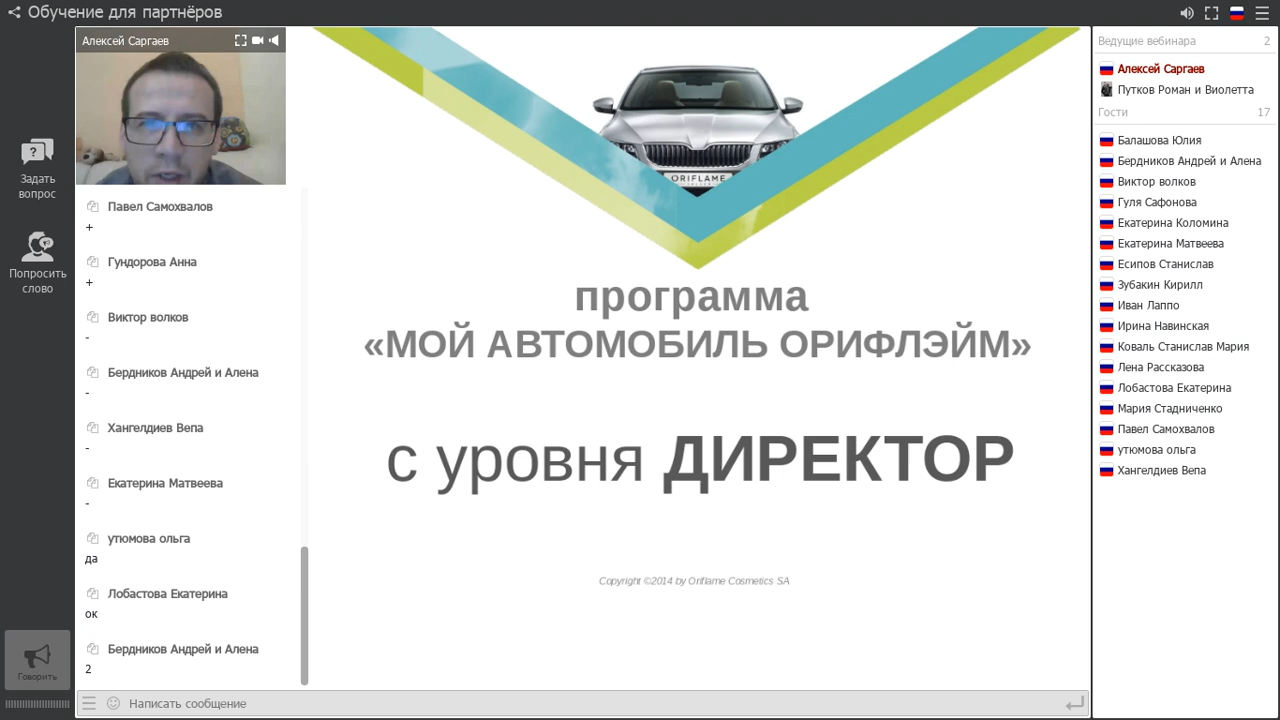 Обучение для партнёров
Задать
вопрос
Попросить
слово
Говорить
Алексей Саргаев
Павел Самохвалов
+
Гундорова Анна
+
Виктор волков
-
Бердников Андрей и Алена
-
Хангелдиев Вепа
-
Екатерина Матвеева
-
утюмова ольга
да
Лобастова Екатерина
ок
Бердников Андрей и Алена
2
Написать сообщение
ORIFLAME
программа
«МОЙ АВТОМОБИЛЬ ОРИФЛЭЙМ»
с уровня ДИРЕКТОР
Copyright ©2014 by Oriflame Cosmetics SA
Ведущие вебинара 2
Алексей Саргаев
Путков Роман и Виолетта
Гости 17
Балашова Юлия
Бердников Андрей и Алена
Виктор волков
Гуля Сафонова
Екатерина Коломина
Екатерина Матвеева
Есипов Станислав
Зубакин Кирилл
Иван Лаппо
Ирина Навинская
Коваль Станислав Мария
Лена Рассказова
Лобастова Екатерина
Мария Стадниченко
Павел Самохвалов
утюмова ольга
Хангелдиев Вепа